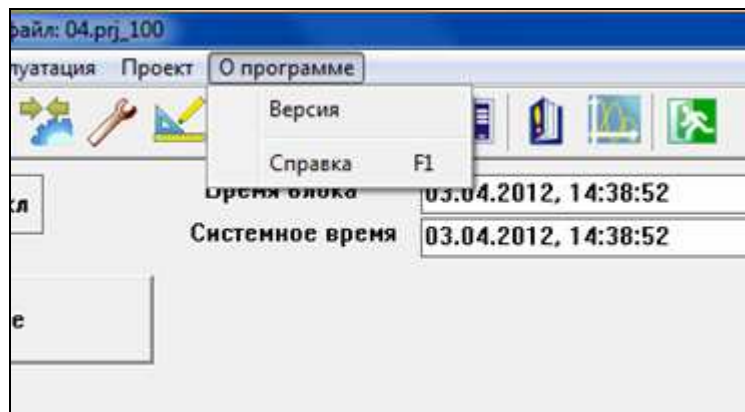 файл: 04.prj_100
луатация Проект О программе
Версия
Справка F1
кл
Время блока 03.04.2012, 14:38:52
Системное время 03.04.2012, 14:38:52
е